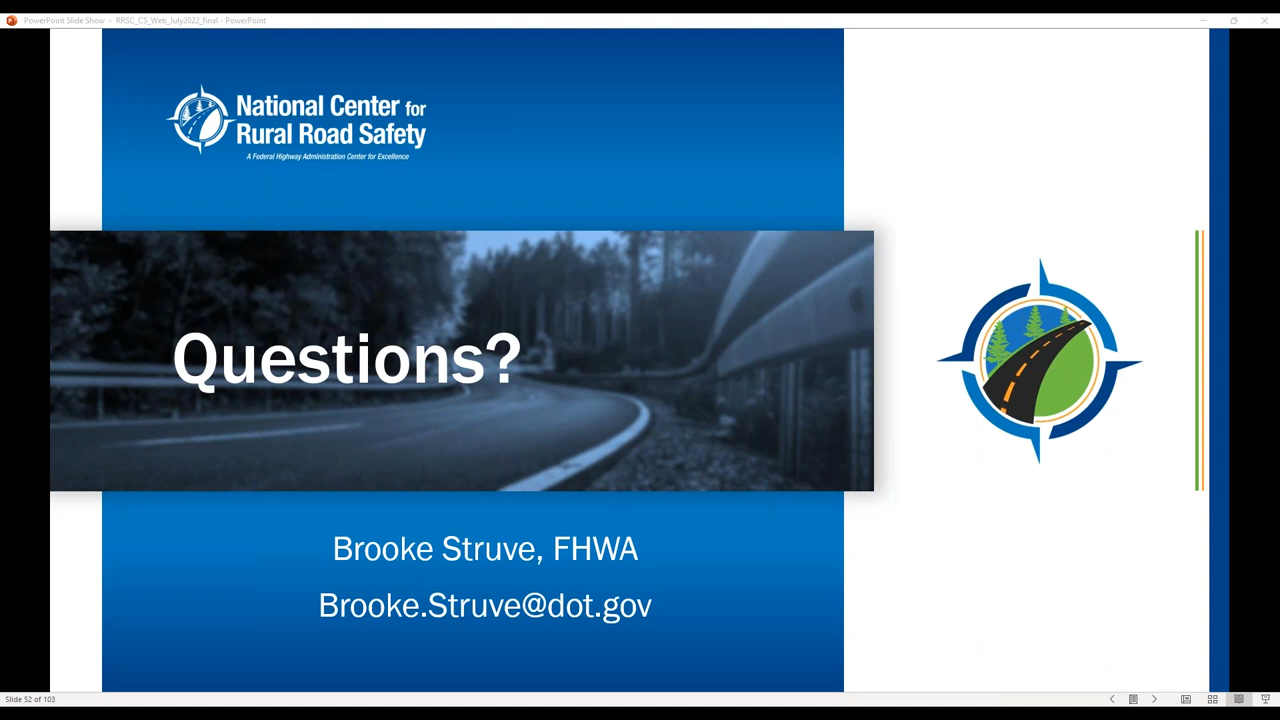 PowerPoint Slide Show - RRSC_CS_Web_July2022_final - PowerPoint
National Center for
Rural Road Safety
A Federal Highway Administration Center for Excellence
Questions?
Brooke Struve, FHWA
Brooke.Struve@dot.gov
Slide 52 of 103